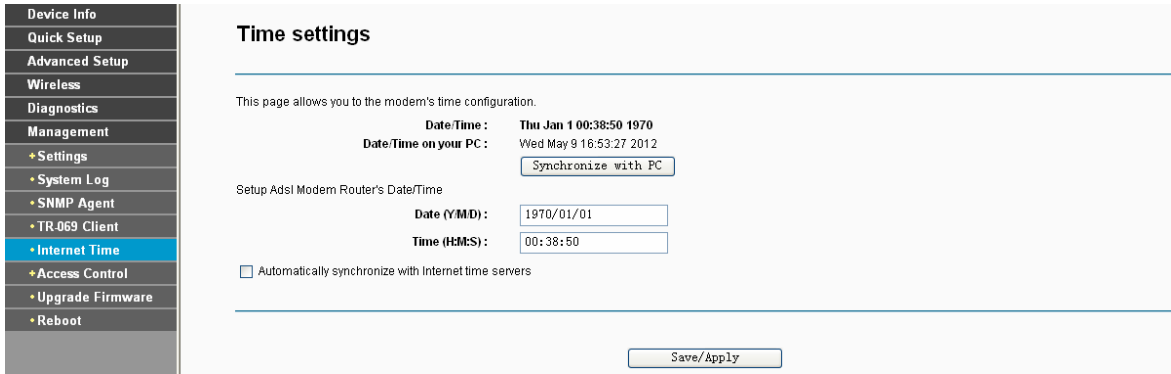 Device Info
Quick Setup
Advanced Setup
Wireless
Diagnostics
Management
+Settings
•System Log
•SNMP Agent
•TR-069 Client
•Internet Time
+Access Control
•Upgrade Firmware
•Reboot
Time settings
This page allows you to the modem's time configuration.
Date/Time : Thu Jan 1 00:38:50 1970
Date/Time on your PC : Wed May 9 16:53:27 2012
Synchronize with PC
Setup Adsl Modem Router's Date/Time
Date (Y/M/D) : 1970/01/01
Time (H:M:S) : 00:38:50
Automatically synchronize with Internet time servers
Save/Apply